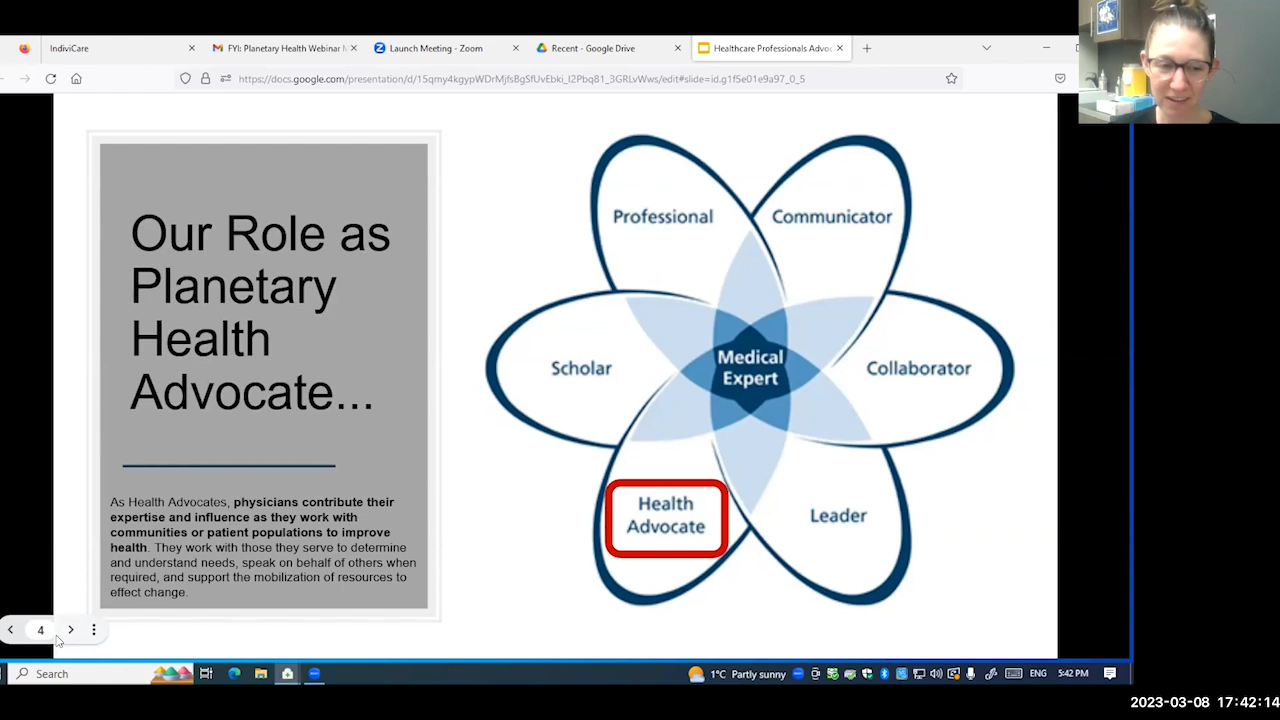 IndiviCare
FYI: Planetary Health Webinar
Launch Meeting - Zoom
Recent - Google Drive
Healthcare Professionals Advoc
https://docs.google.com/presentation/d/15qmy4kgypWDrMjfsBgSfUvEbki_I2PbqB1_3GRLvWws/edit#slide=id.g1f5e01e9a97_0_5
Our Role as
Planetary
Health
Advocate...
As Health Advocates, physicians contribute their
expertise and influence as they work with
communities or patient populations to improve
health. They work with those they serve to determine
and understand needs, speak on behalf of others when
required, and support the mobilization of resources to
effect change.
Professional
Communicator
Scholar
Medical
Expert
Collaborator
Health
Advocate
Leader
4
Search
1°C Partly sunny
ENG
5:42 PM
2023-03-08 17:42:14